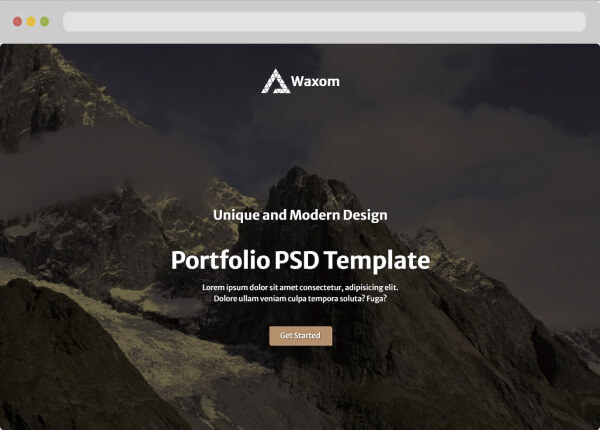 Waxom
Unique and Modern Design
Portfolio PSD Template
Lorem ipsum dolor sit amet consectetur, adipisicing elit.
Dolore ullam veniam culpa tempora soluta? Fuga?
Get Started